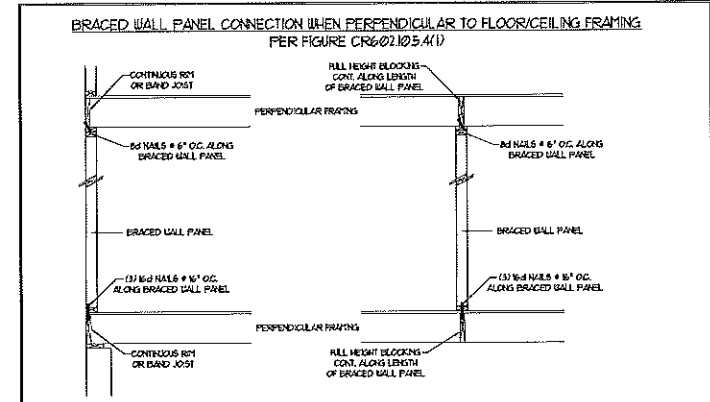 BRACED WALL PANEL CONNECTION WHEN PERPENDICULAR TO FLOOR/CEILING FRAMING
PER FIGURE CR602.10.5.4(1)
CONTINUOUS RIM
OR BAND JOIST
FULL HEIGHT BLOCKING
CONT. ALONG LENGTH
OF BRACED WALL PANEL
PERPENDICULAR FRAMING
8d NAILS @ 6" O.C. ALONG
BRACED WALL PANEL
8d NAILS @ 6" O.C. ALONG
BRACED WALL PANEL
BRACED WALL PANEL
BRACED WALL PANEL
(3) 16d NAILS @ 16" O.C.
ALONG BRACED WALL PANEL
(3) 16d NAILS @ 16" O.C.
ALONG BRACED WALL PANEL
PERPENDICULAR FRAMING
CONTINUOUS RIM
OR BAND JOIST
FULL HEIGHT BLOCKING
CONT. ALONG LENGTH
OF BRACED WALL PANEL